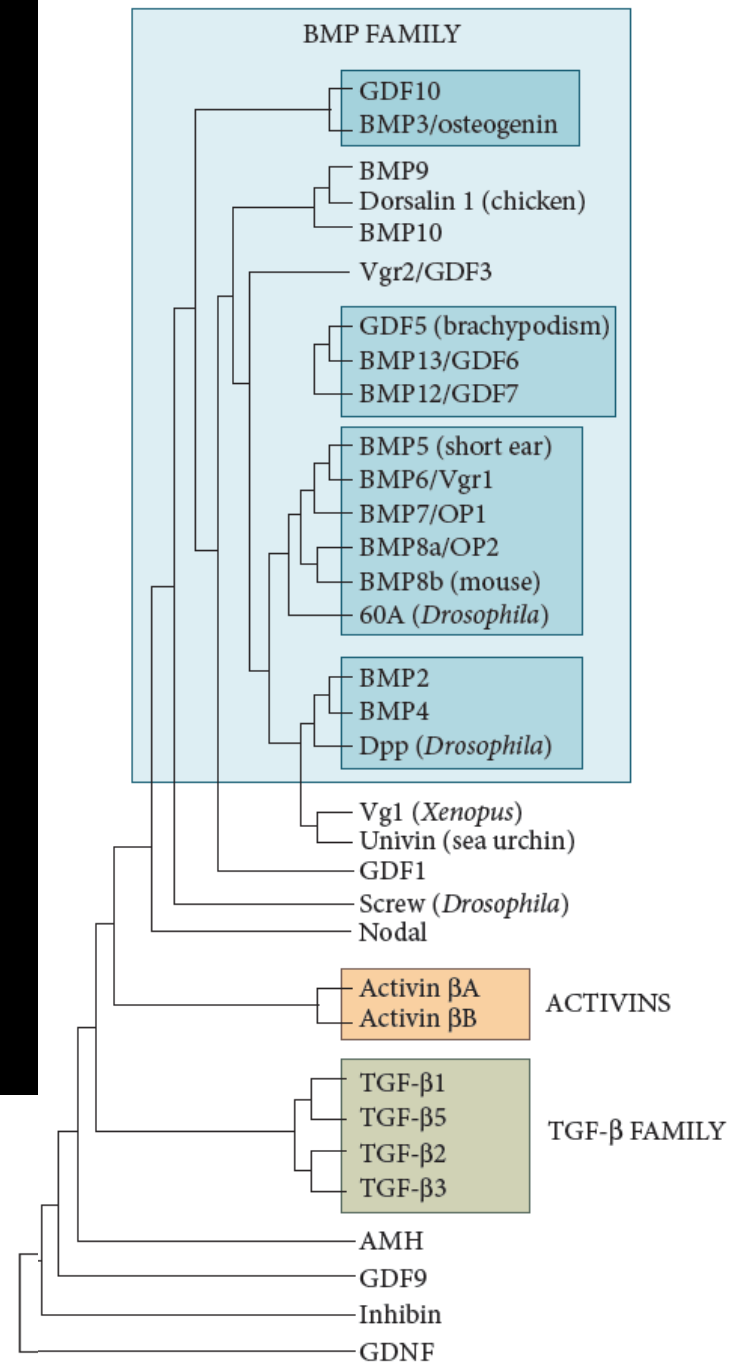 BMP FAMILY
GDF10
BMP3/osteogenin
BMP9
Dorsalin 1 (chicken)
BMP10
Vgr2/GDF3
GDF5 (brachypodism)
BMP13/GDF6
BMP12/GDF7
BMP5 (short ear)
BMP6/Vgr1
BMP7/OP1
BMP8a/OP2
BMP8b (mouse)
60A (Drosophila)
BMP2
BMP4
Dpp (Drosophila)
Vg1 (Xenopus)
Univin (sea urchin)
GDF1
Screw (Drosophila)
Nodal
Activin βA
Activin βB
ACTIVINS
TGF-β1
TGF-β5
TGF-β2
TGF-β3
TGF-β FAMILY
AMH
GDF9
Inhibin
GDNF